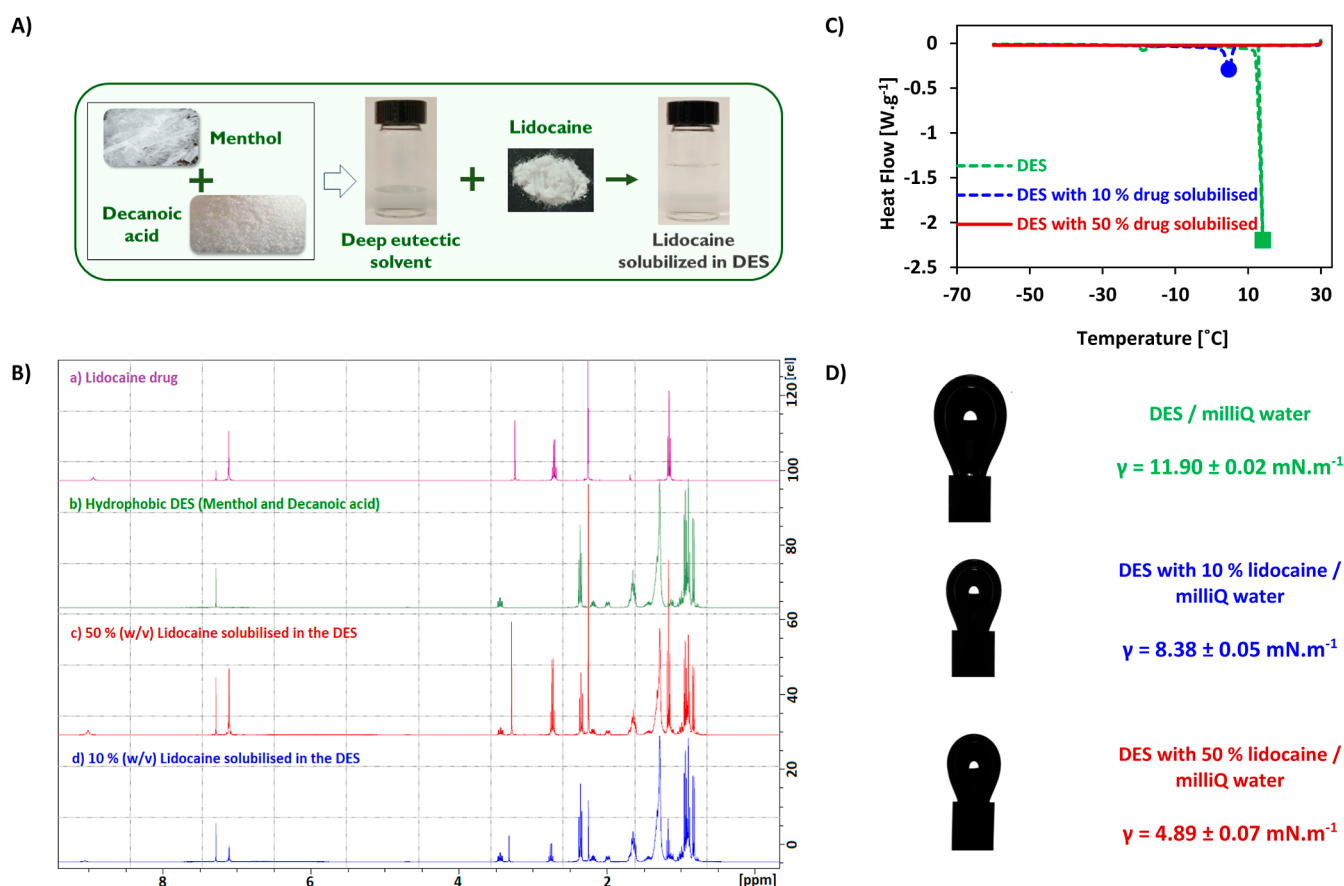 A)
Menthol
+
Decanoic
acid
Deep eutectic
solvent
+
Lidocaine
Lidocaine
solubilized in DES
B)
a) Lidocaine drug
b) Hydrophobic DES (Menthol and Decanoic acid)
c) 50 % (w/v) Lidocaine solubilised in the DES
d) 10 % (w/v) Lidocaine solubilised in the DES
[rel]
120
100
80
60
40
20
0
8
6
4
2
[ppm]
C)
Heat Flow [W.g-1]
0
-0.5
-1
-1.5
-2
-2.5
DES
DES with 10 % drug solubilised
DES with 50 % drug solubilised
-70
-50
-30
-10
10
30
Temperature [˚C]
D)
DES / milliQ water
γ = 11.90 ± 0.02 mN.m-1
DES with 10 % lidocaine /
milliQ water
γ = 8.38 ± 0.05 mN.m-1
DES with 50 % lidocaine /
milliQ water
γ = 4.89 ± 0.07 mN.m-1